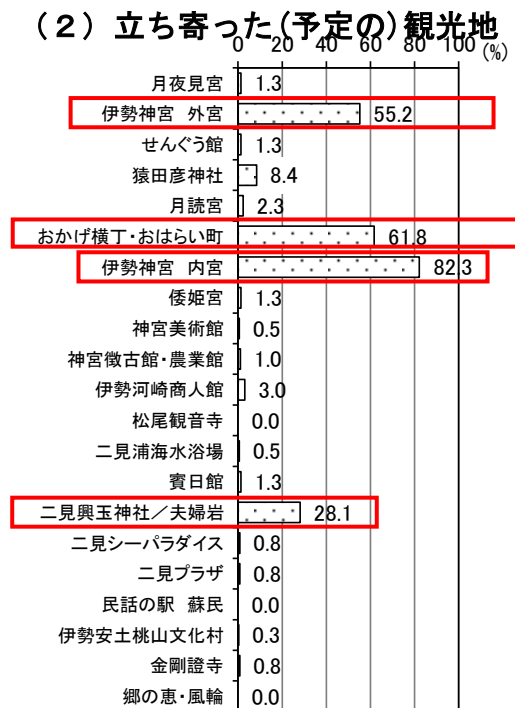 （２）立ち寄った(予定の)観光地
0 20 40 60 80 100
(%)
月夜見宮 1.3
伊勢神宮 外宮 55.2
せんぐう館 1.3
猿田彦神社 8.4
月読宮 2.3
おかげ横丁・おはらい町 61.8
伊勢神宮 内宮 82.3
倭姫宮 1.3
神宮美術館 0.5
神宮徴古館・農業館 1.0
伊勢河崎商人館 3.0
松尾観音寺 0.0
二見浦海水浴場 0.5
賓日館 1.3
二見興玉神社／夫婦岩 28.1
二見シーパラダイス 0.8
二見プラザ 0.8
民話の駅 蘇民 0.0
伊勢安土桃山文化村 0.3
金剛證寺 0.8
郷の恵・風輪 0.0